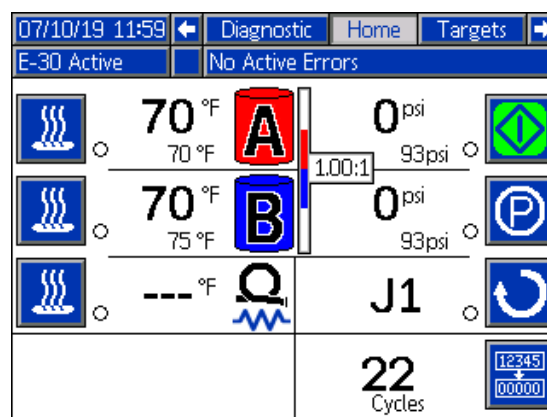 07/10/19 11:59 Diagnostic Home Targets
E-30 Active No Active Errors
70 °F A 0 psi
70 °F 93psi
1.00:1
70 °F B 0 psi
75 °F 93psi
P
--- °F J1
22
Cycles
12345
00000